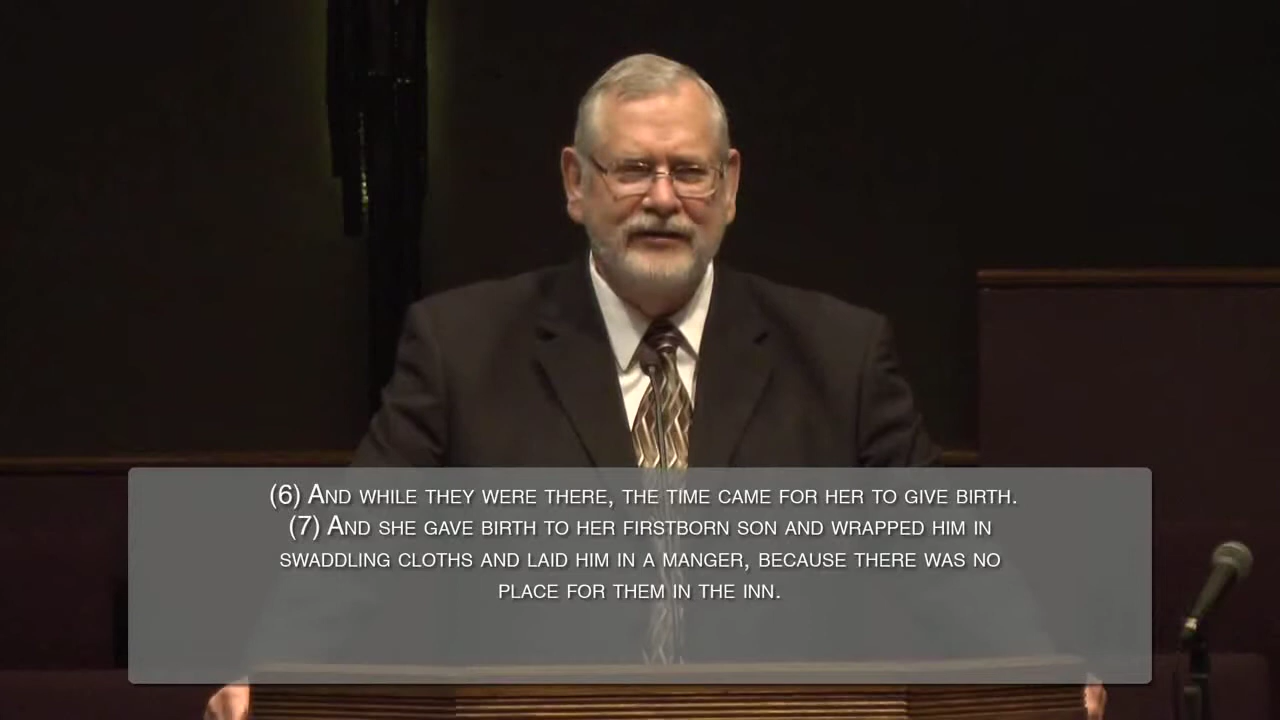 (6) And while they were there, the time came for her to give birth.
(7) And she gave birth to her firstborn son and wrapped him in
swaddling cloths and laid him in a manger, because there was no
place for them in the inn.